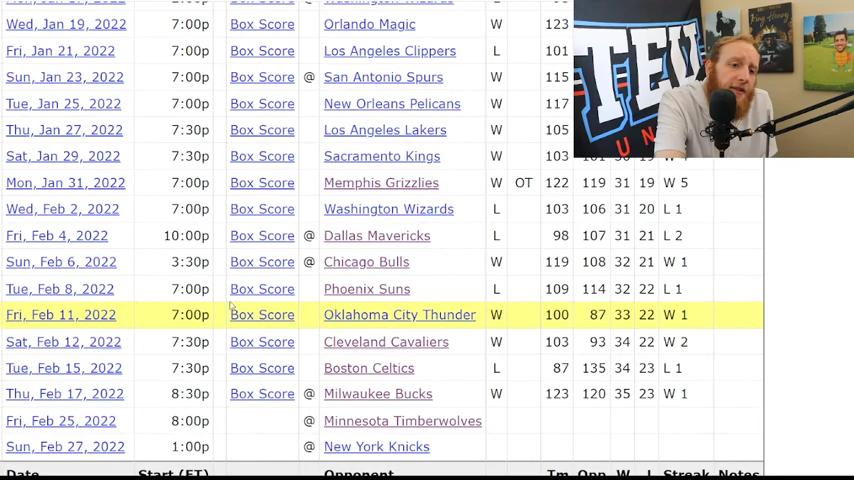 Wed, Jan 19, 2022 7:00p Box Score Orlando Magic W 123
Fri, Jan 21, 2022 7:00p Box Score Los Angeles Clippers L 101
Sun, Jan 23, 2022 7:00p Box Score @ San Antonio Spurs W 115
Tue, Jan 25, 2022 7:00p Box Score New Orleans Pelicans W 117
Thu, Jan 27, 2022 7:30p Box Score Los Angeles Lakers W 105
Sat, Jan 29, 2022 7:30p Box Score Sacramento Kings W 103
Mon, Jan 31, 2022 7:00p Box Score Memphis Grizzlies W OT 122 119 31 19 W 5
Wed, Feb 2, 2022 7:00p Box Score Washington Wizards L 103 106 31 20 L 1
Fri, Feb 4, 2022 10:00p Box Score @ Dallas Mavericks L 98 107 31 21 L 2
Sun, Feb 6, 2022 3:30p Box Score @ Chicago Bulls W 119 108 32 21 W 1
Tue, Feb 8, 2022 7:00p Box Score Phoenix Suns L 109 114 32 22 L 1
Fri, Feb 11, 2022 7:00p Box Score Oklahoma City Thunder W 100 87 33 22 W 1
Sat, Feb 12, 2022 7:30p Box Score Cleveland Cavaliers W 103 93 34 22 W 2
Tue, Feb 15, 2022 7:30p Box Score Boston Celtics L 87 135 34 23 L 1
Thu, Feb 17, 2022 8:30p Box Score @ Milwaukee Bucks W 123 120 35 23 W 1
Fri, Feb 25, 2022 8:00p @ Minnesota Timberwolves
Sun, Feb 27, 2022 1:00p @ New York Knicks
Date Start (ET) Opponent Tm Opp W L Streak Notes